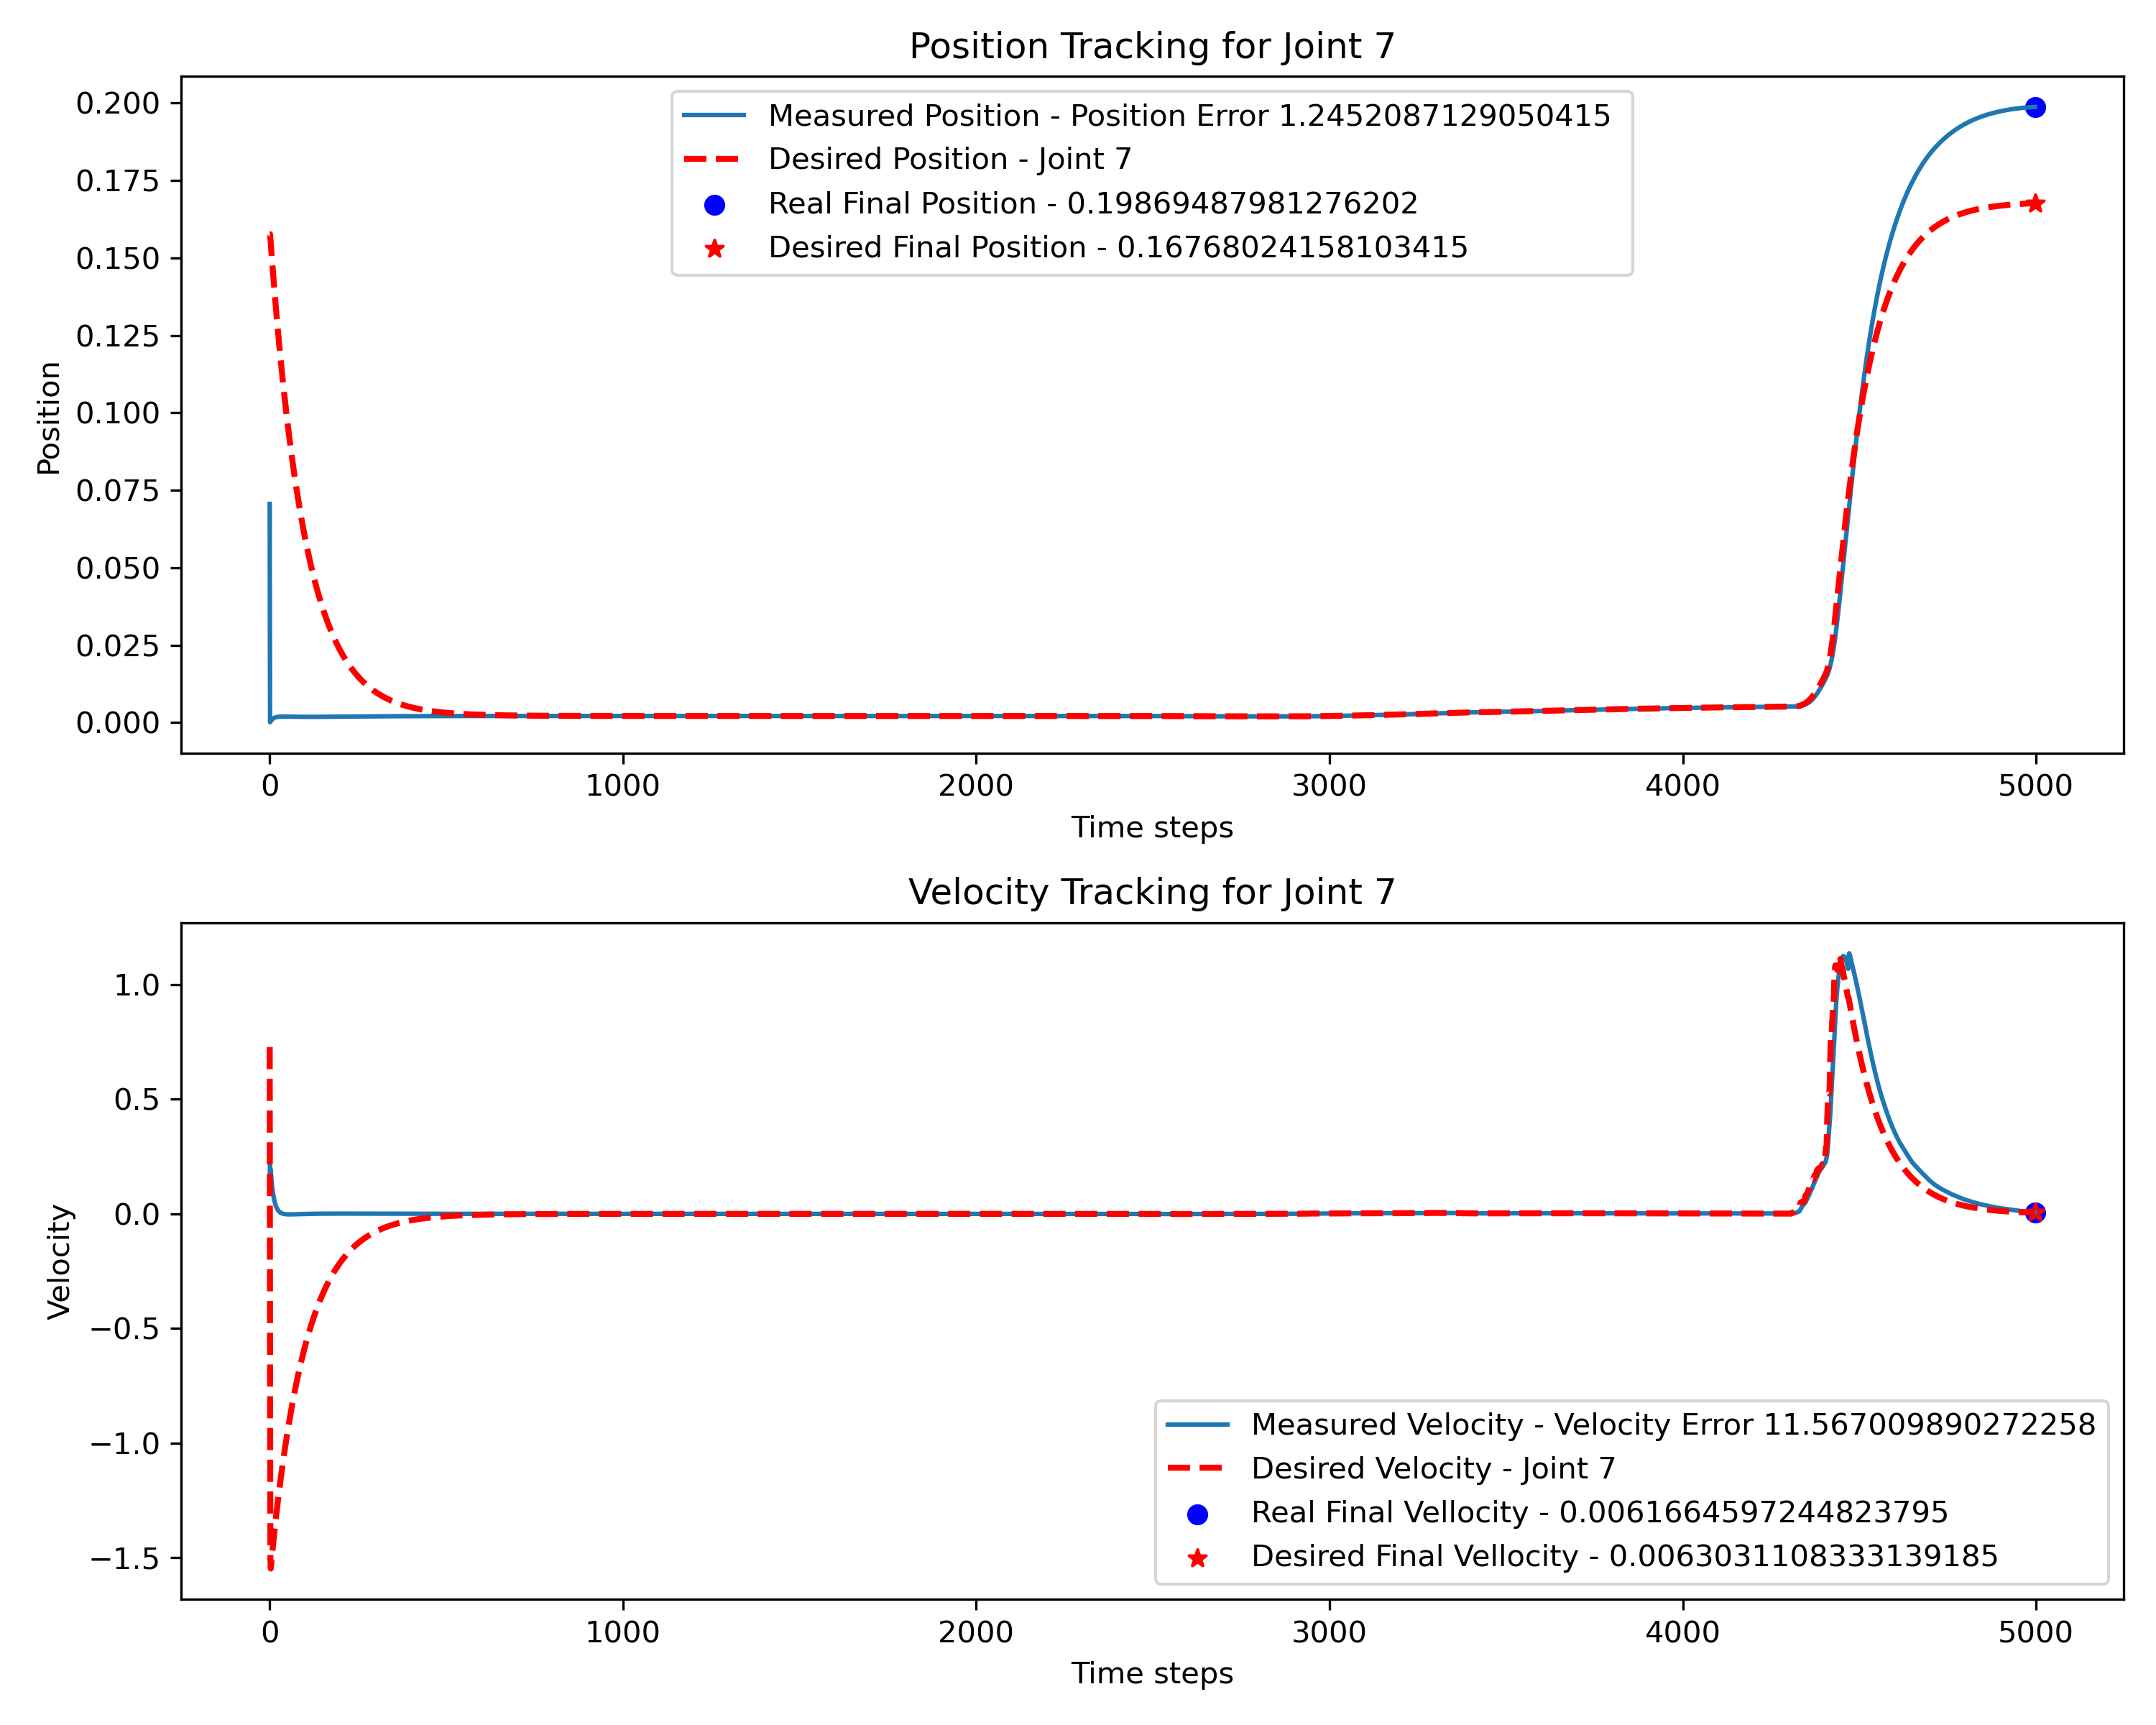 Position Tracking for Joint 7
0.200
0.175
0.150
0.125
0.100
0.075
0.050
0.025
0.000
Position
Measured Position - Position Error 1.2452087129050415
Desired Position - Joint 7
Real Final Position - 0.19869487981276202
Desired Final Position - 0.16768024158103415
0 1000 2000 3000 4000 5000
Time steps
Velocity Tracking for Joint 7
1.0
0.5
0.0
−0.5
−1.0
−1.5
Velocity
Measured Velocity - Velocity Error 11.567009890272258
Desired Velocity - Joint 7
Real Final Vellocity - 0.0061664597244823795
Desired Final Vellocity - 0.0063031108333139185
0 1000 2000 3000 4000 5000
Time steps